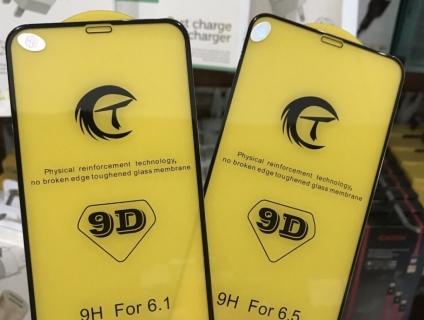 st charge
charger
T
Physical reinforcement technology,
no broken edge toughened glass membrane
9D
9H For 6.1
T
Physical reinforcement technology,
no broken edge toughened glass membrane
9D
9H For 6.5